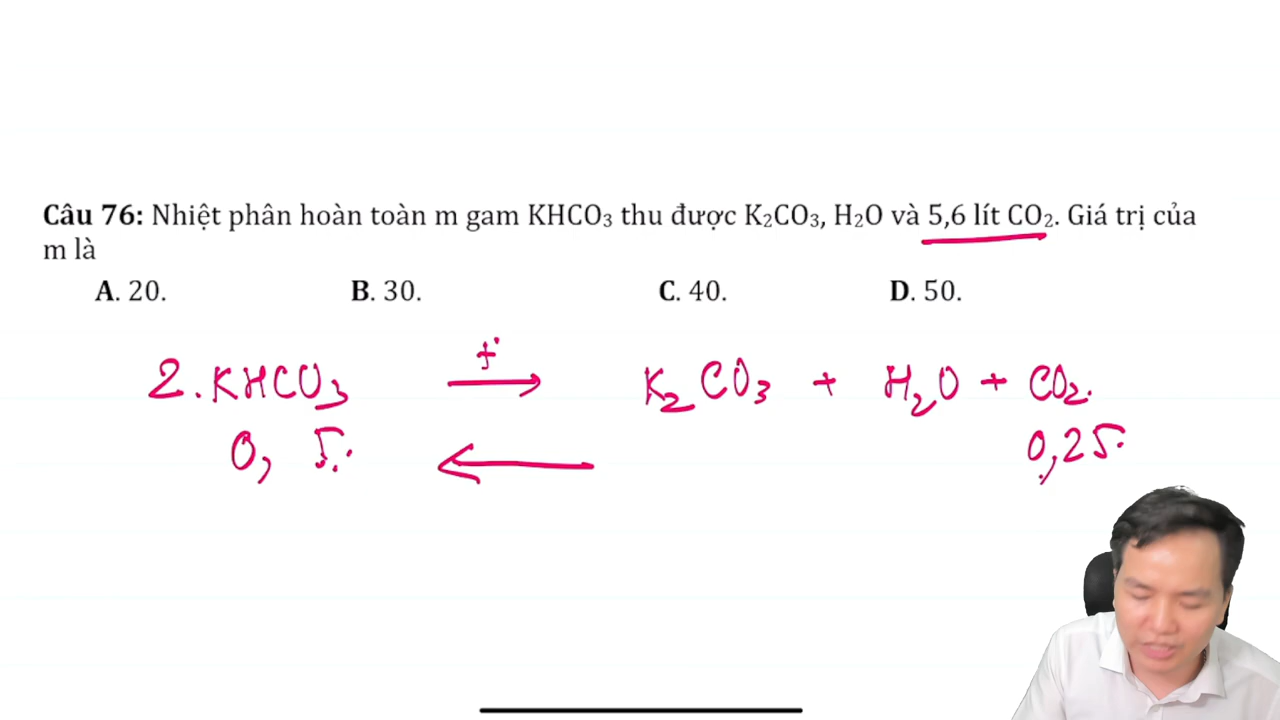 Câu 76: Nhiệt phân hoàn toàn m gam KHCO₃ thu được K₂CO₃, H₂O và 5,6 lít CO₂. Giá trị của
m là
A. 20. B. 30. C. 40. D. 50.
t°
2.KHCO₃ → K₂CO₃ + H₂O + CO₂.
0,5. ← 0,25.